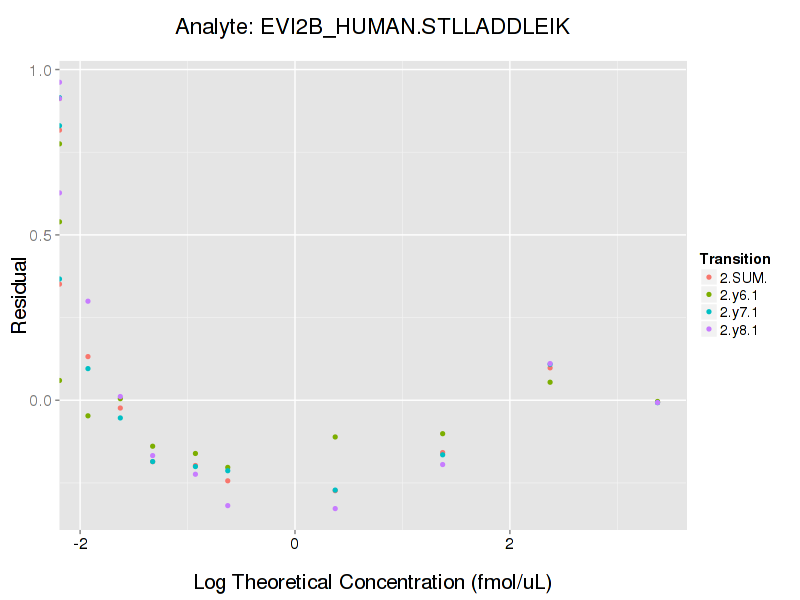 Analyte: EVI2B_HUMAN.STLLADDLEIK
1.0
0.5
0.0
Residual
-2
0
2
Log Theoretical Concentration (fmol/uL)
Transition
2.SUM.
2.y6.1
2.y7.1
2.y8.1